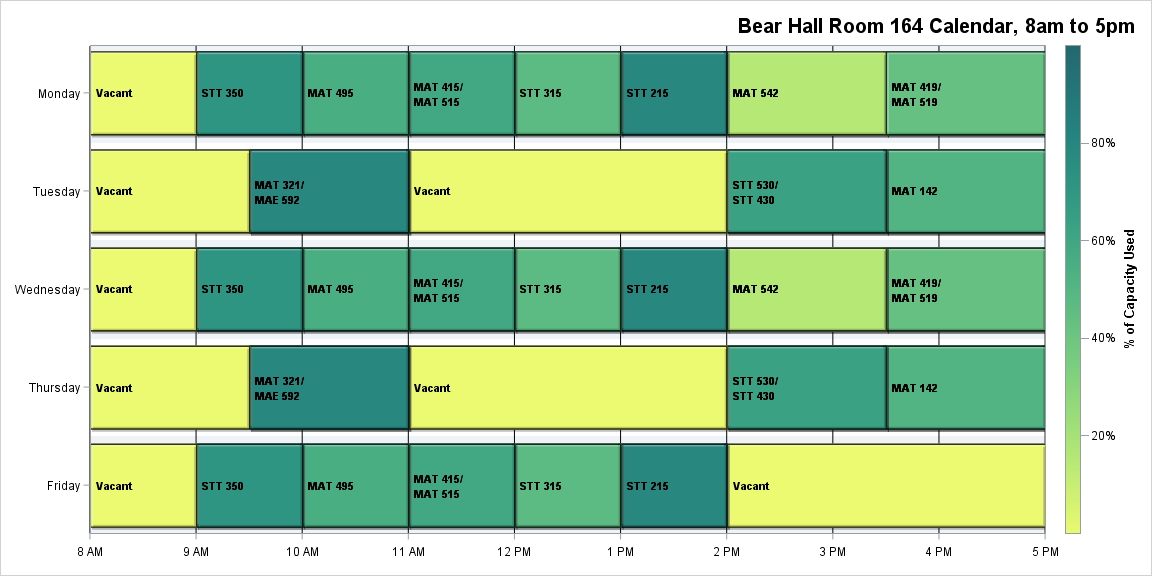 Bear Hall Room 164 Calendar, 8am to 5pm
Monday
Vacant
STT 350
MAT 495
MAT 415/
MAT 515
STT 315
STT 215
MAT 542
MAT 419/
MAT 519
Tuesday
Vacant
MAT 321/
MAE 592
Vacant
STT 530/
STT 430
MAT 142
Wednesday
Vacant
STT 350
MAT 495
MAT 415/
MAT 515
STT 315
STT 215
MAT 542
MAT 419/
MAT 519
Thursday
Vacant
MAT 321/
MAE 592
Vacant
STT 530/
STT 430
MAT 142
Friday
Vacant
STT 350
MAT 495
MAT 415/
MAT 515
STT 315
STT 215
Vacant
8 AM
9 AM
10 AM
11 AM
12 PM
1 PM
2 PM
3 PM
4 PM
5 PM
80%
60%
40%
20%
% of Capacity Used